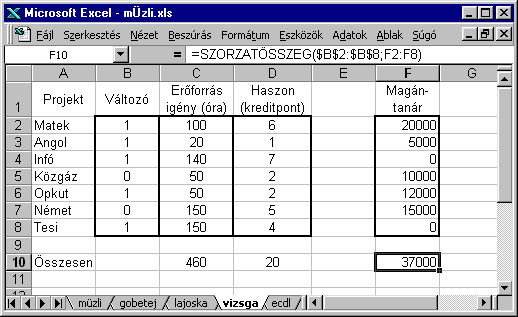 Microsoft Excel - mÜzli.xls
Fájl Szerkesztés Nézet Beszúrás Formátum Eszközök Adatok Ablak Súgó
F10 = =SZORZATÖSSZEG($B$2:$B$8;F2:F8)
A B C D E F G
1 Projekt Változó Erőforrás igény (óra) Haszon (kreditpont) Magán- tanár
2 Matek 1 100 6 20000
3 Angol 1 20 1 5000
4 Infó 1 140 7 0
5 Közgáz 0 50 2 10000
6 Opkut 1 50 2 12000
7 Német 0 150 5 15000
8 Tesi 1 150 4 0
9
10 Összesen 460 20 37000
11
müzli gobetej lajoska vizsga ecdl